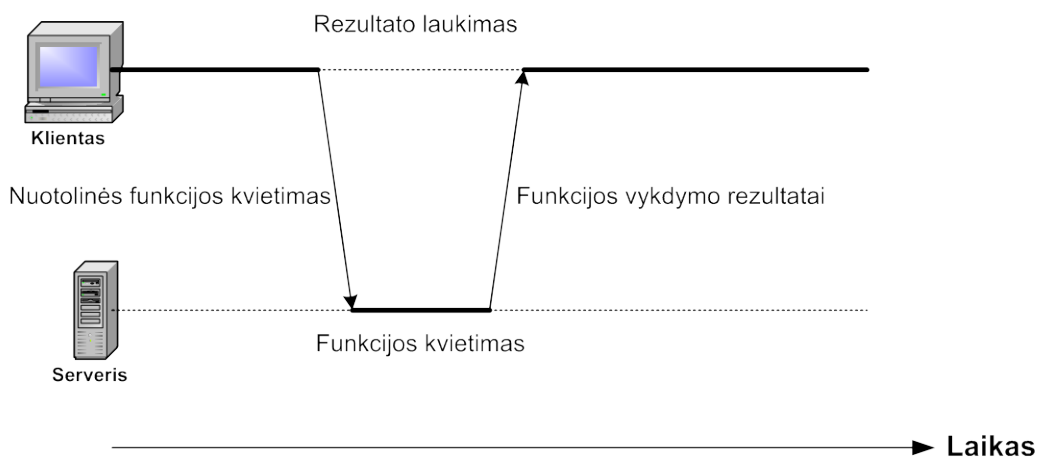 Rezultato laukimas
Klientas
Nuotolinės funkcijos kvietimas
Funkcijos vykdymo rezultatai
Funkcijos kvietimas
Serveris
Laikas